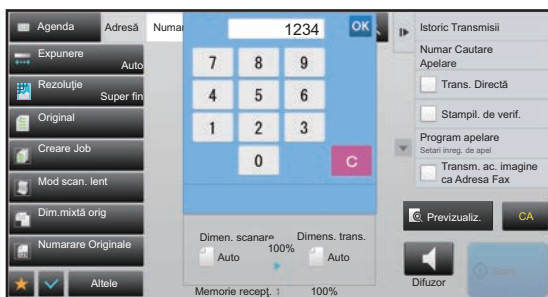 Agenda
Adresă
Numar
1234
OK
Istoric Transmisii
Expunere
Auto
Numar Cautare
Apelare
7 8 9
Trans. Directă
Rezoluţie
Super fin
4 5 6
Stampil. de verif.
Original
1 2 3
Program apelare
Setari inreg. de apel
Creare Job
0 C
Transm. ac. imagine
ca Adresa Fax
Mod scan. lent
Dim.mixtă orig
Previzualiz.
CA
Numarare Originale
Dimen. scanare
Dimens. trans.
100%
Auto
Auto
Altele
Memorie recepţ. :
100%
Difuzor
Start